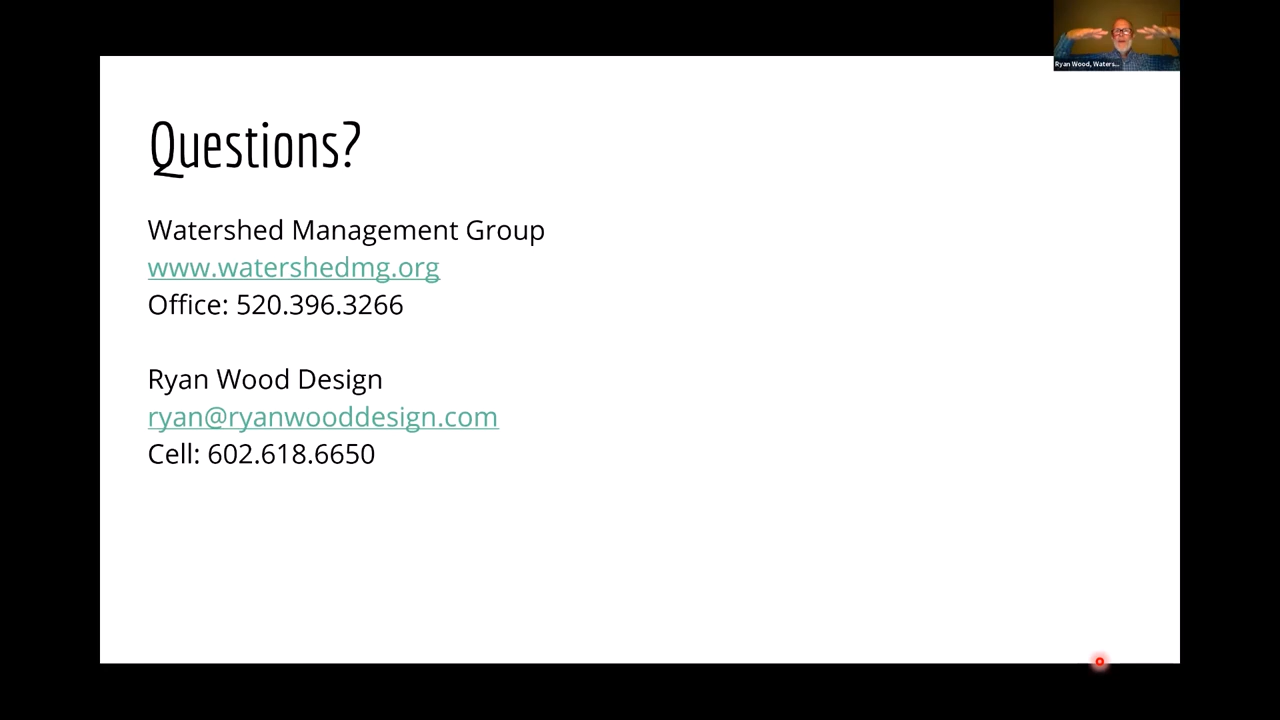 Questions?
Watershed Management Group
www.watershedmg.org
Office: 520.396.3266
Ryan Wood Design
ryan@ryanwooddesign.com
Cell: 602.618.6650
Ryan Wood, Waters...